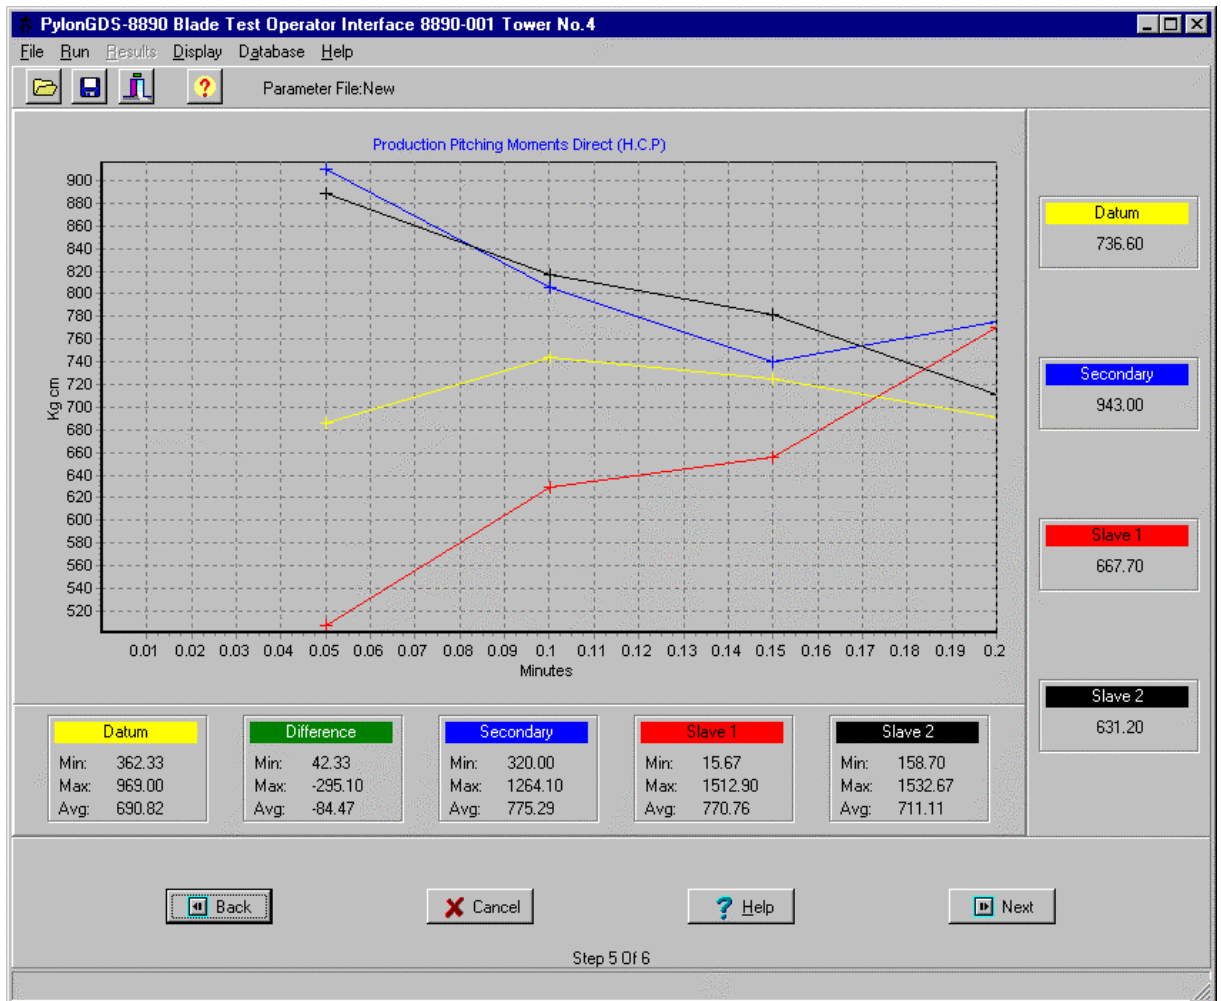 PylonGDS-8890 Blade Test Operator Interface 8890-001 Tower No.4
File Run Results Display Database Help
Parameter File:New
Production Pitching Moments Direct (H.C.P)
900
880
860
840
820
800
780
760
740
720
700
680
660
640
620
600
580
560
540
520
Kg cm
0.01 0.02 0.03 0.04 0.05 0.06 0.07 0.08 0.09 0.1 0.11 0.12 0.13 0.14 0.15 0.16 0.17 0.18 0.19 0.2
Minutes
Datum
736.60
Secondary
943.00
Slave 1
667.70
Slave 2
631.20
Datum
Min: 362.33
Max: 969.00
Avg: 690.82
Difference
Min: 42.33
Max: -295.10
Avg: -84.47
Secondary
Min: 320.00
Max: 1264.10
Avg: 775.29
Slave 1
Min: 15.67
Max: 1512.90
Avg: 770.76
Slave 2
Min: 158.70
Max: 1532.67
Avg: 711.11
Back
Cancel
Help
Next
Step 5 Of 6